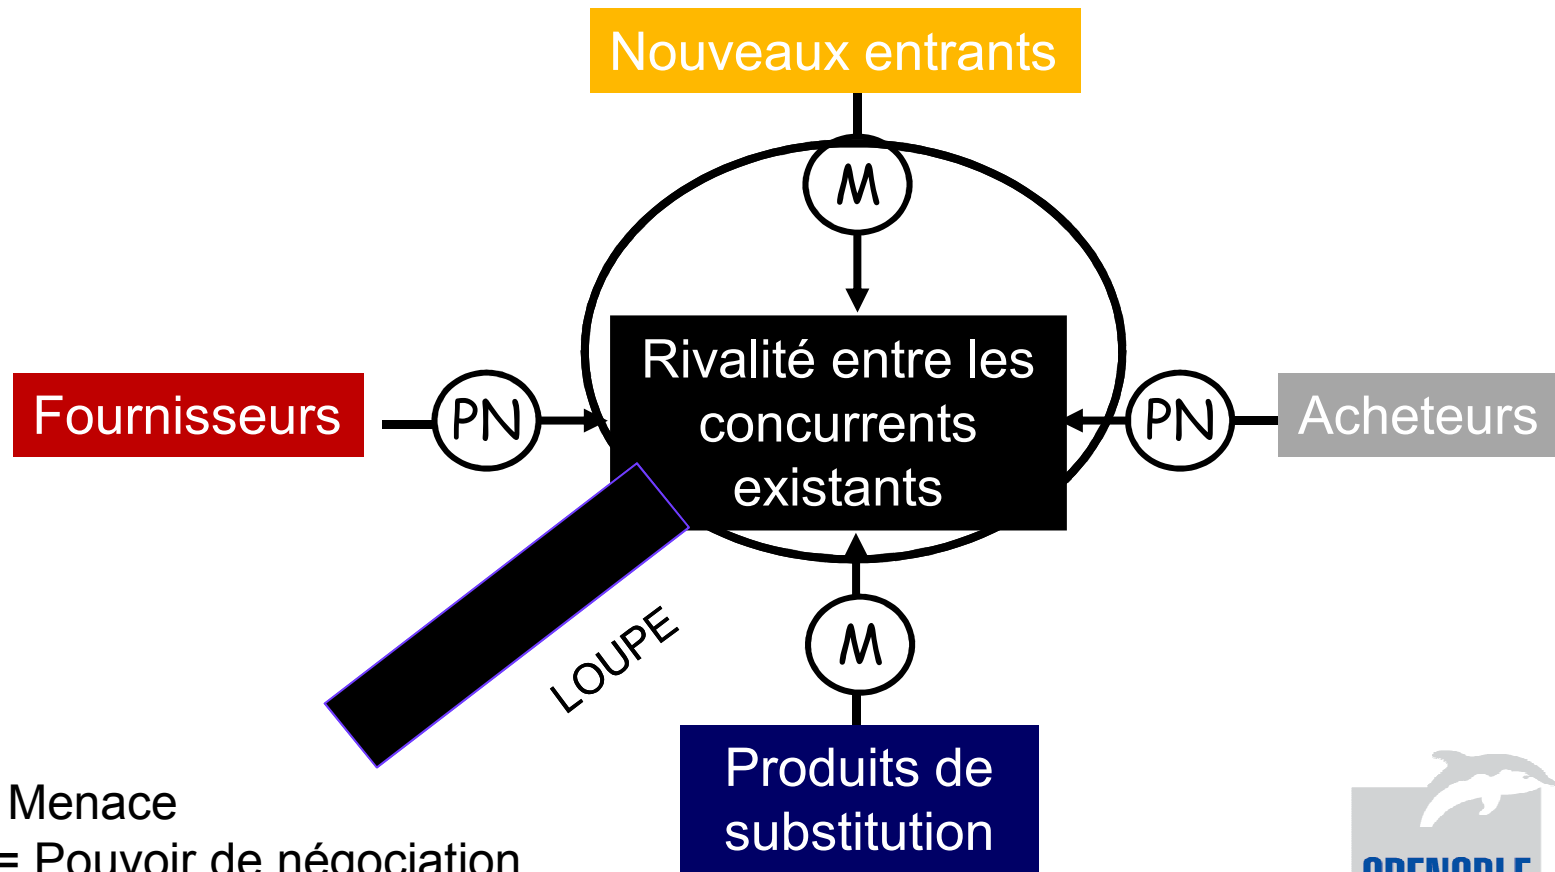 Nouveaux entrants
M
Rivalité entre les
concurrents
existants
Fournisseurs
PN
PN
Acheteurs
LOUPE
M
Produits de
substitution
Menace
= Pouvoir de négociation
GRENOBLE